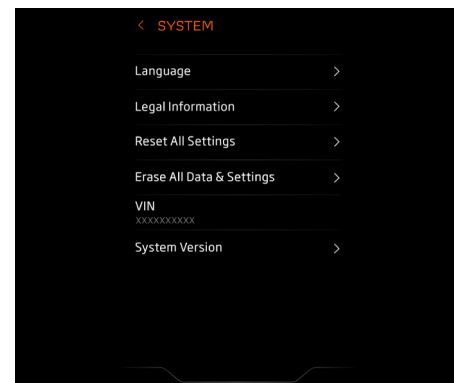 SYSTEM
Language
Legal Information
Reset All Settings
Erase All Data & Settings
VIN
XXXXXXXXXX
System Version